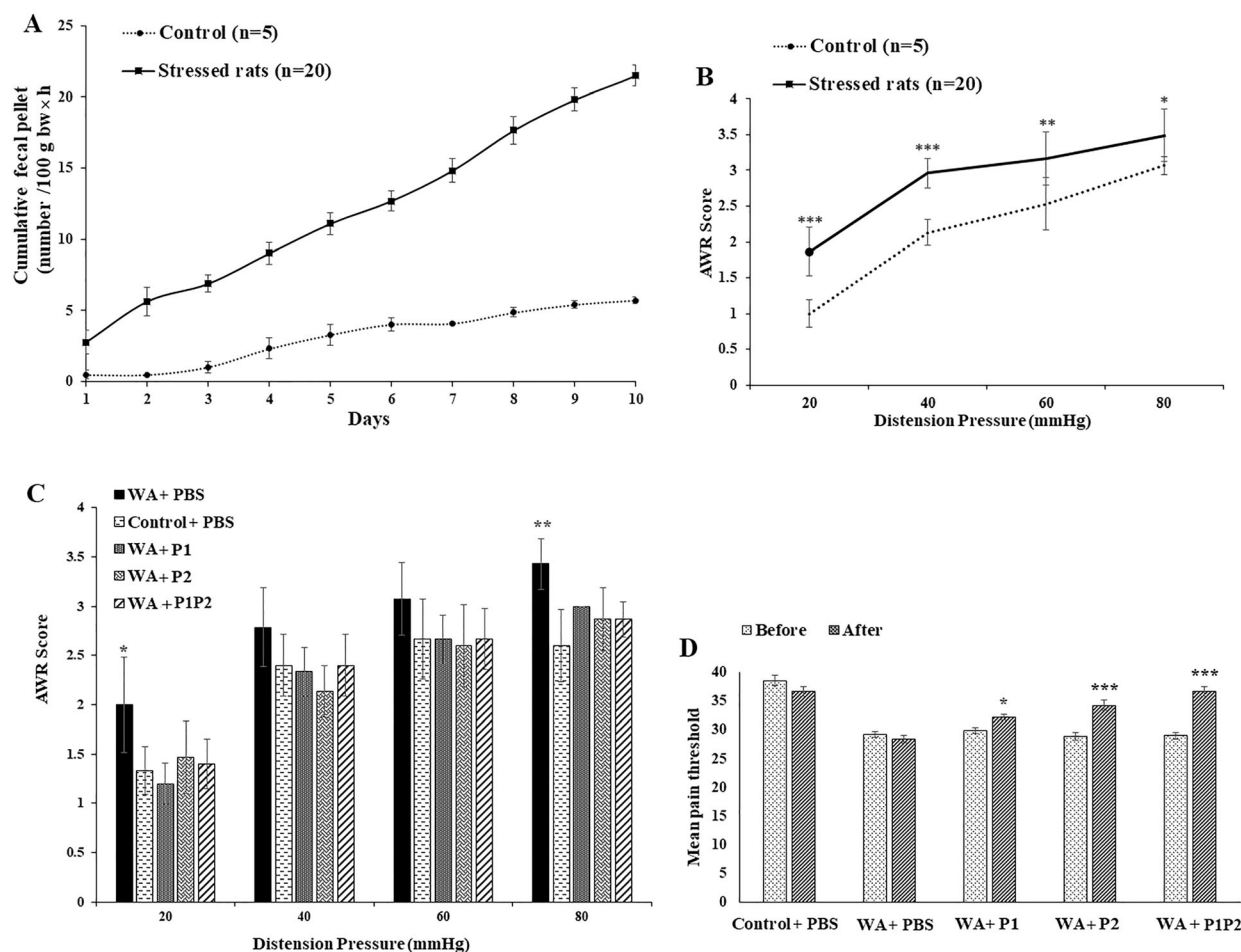 A
Control (n=5)
Stressed rats (n=20)
Cumulative fecal pellet
(number /100 g bw × h
25
20
15
10
5
0
1 2 3 4 5 6 7 8 9 10
Days
B
Control (n=5)
Stressed rats (n=20)
AWR Score
4
3.5
3
2.5
2
1.5
1
0.5
0
***
***
**
*
20 40 60 80
Distension Pressure (mmHg)
C
WA+ PBS
Control+ PBS
WA+P1
WA+ P2
WA+P1P2
AWR Score
4
3.5
3
2.5
2
1.5
1
0.5
0
*
**
20 40 60 80
Distension Pressure (mmHg)
D
Before After
Mean pain threshold
40
35
30
25
20
15
10
5
0
*
***
***
Control+ PBS WA+ PBS WA+ P1 WA+ P2 WA+ P1P2